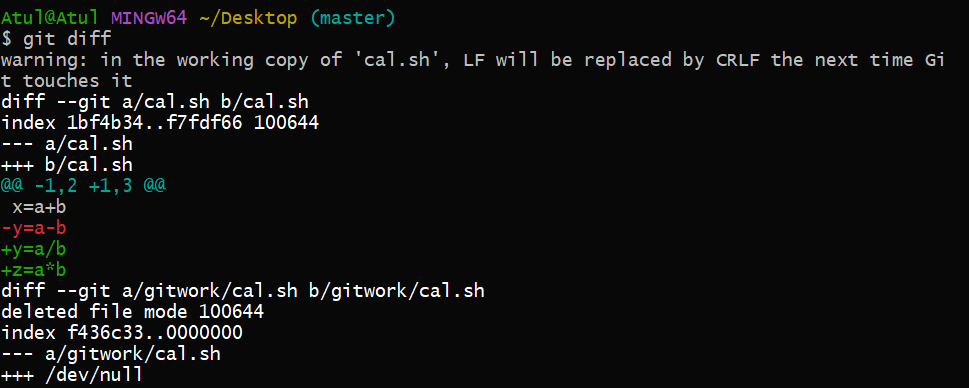 Atul@Atul MINGW64 ~/Desktop (master)
$ git diff
warning: in the working copy of 'cal.sh', LF will be replaced by CRLF the next time Gi
t touches it
diff --git a/cal.sh b/cal.sh
index 1bf4b34..f7fdf66 100644
--- a/cal.sh
+++ b/cal.sh
@@ -1,2 +1,3 @@
 x=a+b
-y=a-b
+y=a/b
+z=a*b
diff --git a/gitwork/cal.sh b/gitwork/cal.sh
deleted file mode 100644
index f436c33..0000000
--- a/gitwork/cal.sh
+++ /dev/null